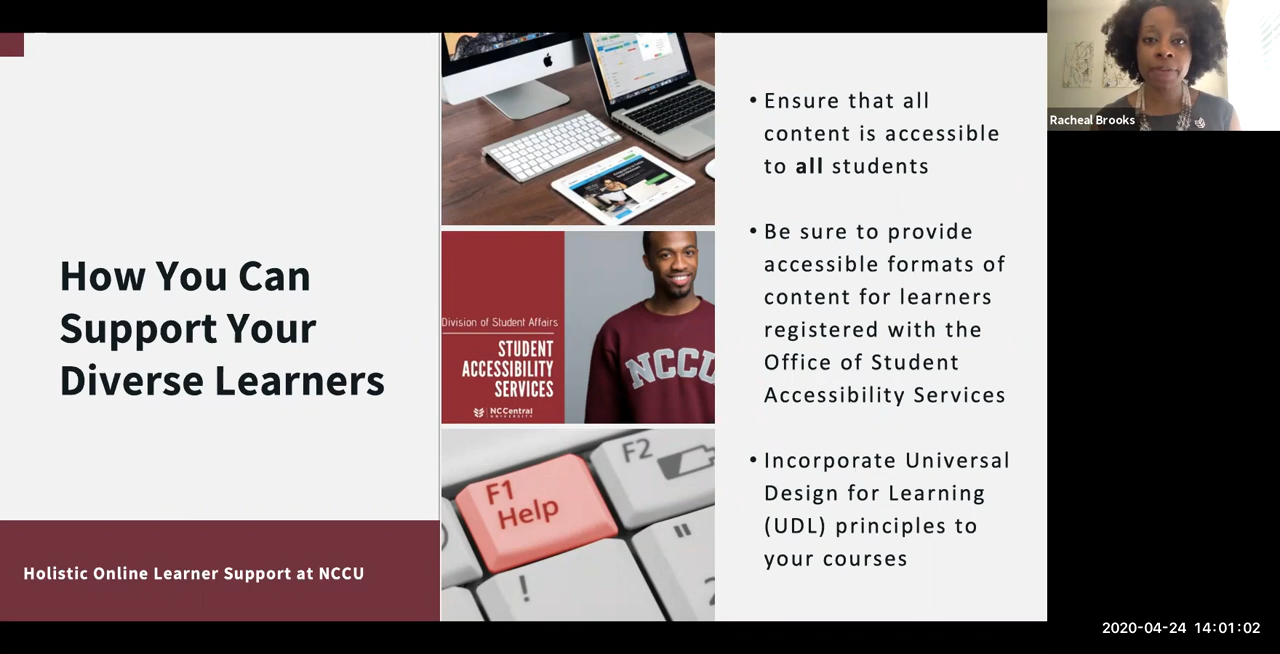 How You Can
Support Your
Diverse Learners
Holistic Online Learner Support at NCCU
Division of Student Affairs
STUDENT
ACCESSIBILITY
SERVICES
NCCentral
UNIVERSITY
NCCU
F1
Help
F2
!
"
2
• Ensure that all
content is accessible
to all students
• Be sure to provide
accessible formats of
content for learners
registered with the
Office of Student
Accessibility Services
• Incorporate Universal
Design for Learning
(UDL) principles to
your courses
Racheal Brooks
2020-04-24 14:01:02